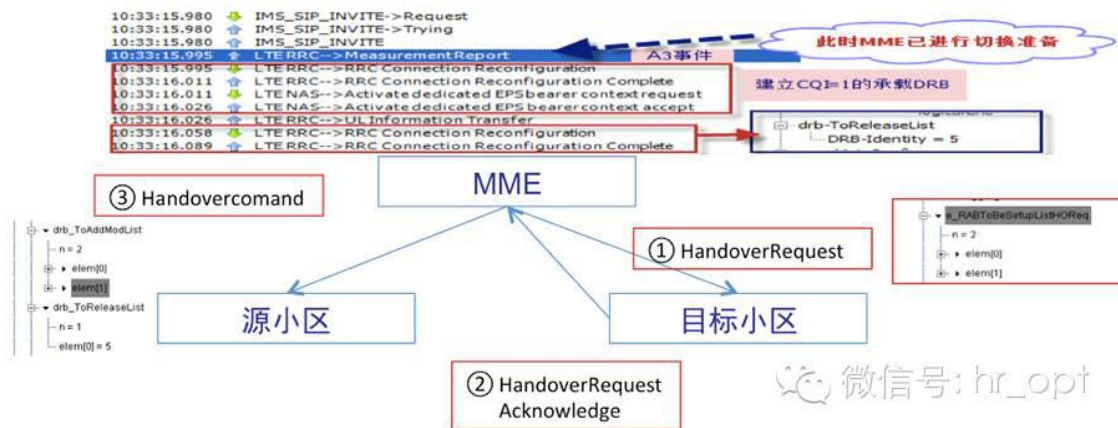 10:33:15.980 IMS_SIP_INVITE->Request
10:33:15.980 IMS_SIP_INVITE->Trying
10:33:15.980 IMS_SIP_INVITE
10:33:15.995 LTE RRC-->Measurement Report
A3事件
此时MME已进行切换准备
10:33:15.995 LTE RRC-->RRC Connection Reconfiguration
10:33:16.011 LTE RRC-->RRC Connection Reconfiguration Complete
10:33:16.011 LTE NAS-->Activate dedicated EPS bearer context request
10:33:16.026 LTE NAS-->Activate dedicated EPS bearer context accept
建立CQI=1的承载DRB
10:33:16.026 LTE RRC-->UL Information Transfer
10:33:16.058 LTE RRC-->RRC Connection Reconfiguration
10:33:16.089 LTE RRC-->RRC Connection Reconfiguration Complete
drb-ToReleaseList
DRB-Identity = 5
MME
③ Handovercomand
drb_ToAddModList
n = 2
elem[0]
elem[1]
drb_ToReleaseList
n = 1
elem[0] = 5
① HandoverRequest
e_RABToBeSetupListHOReq
n = 2
elem[0]
elem[1]
源小区
目标小区
② HandoverRequest
Acknowledge
微信号: hr_opt